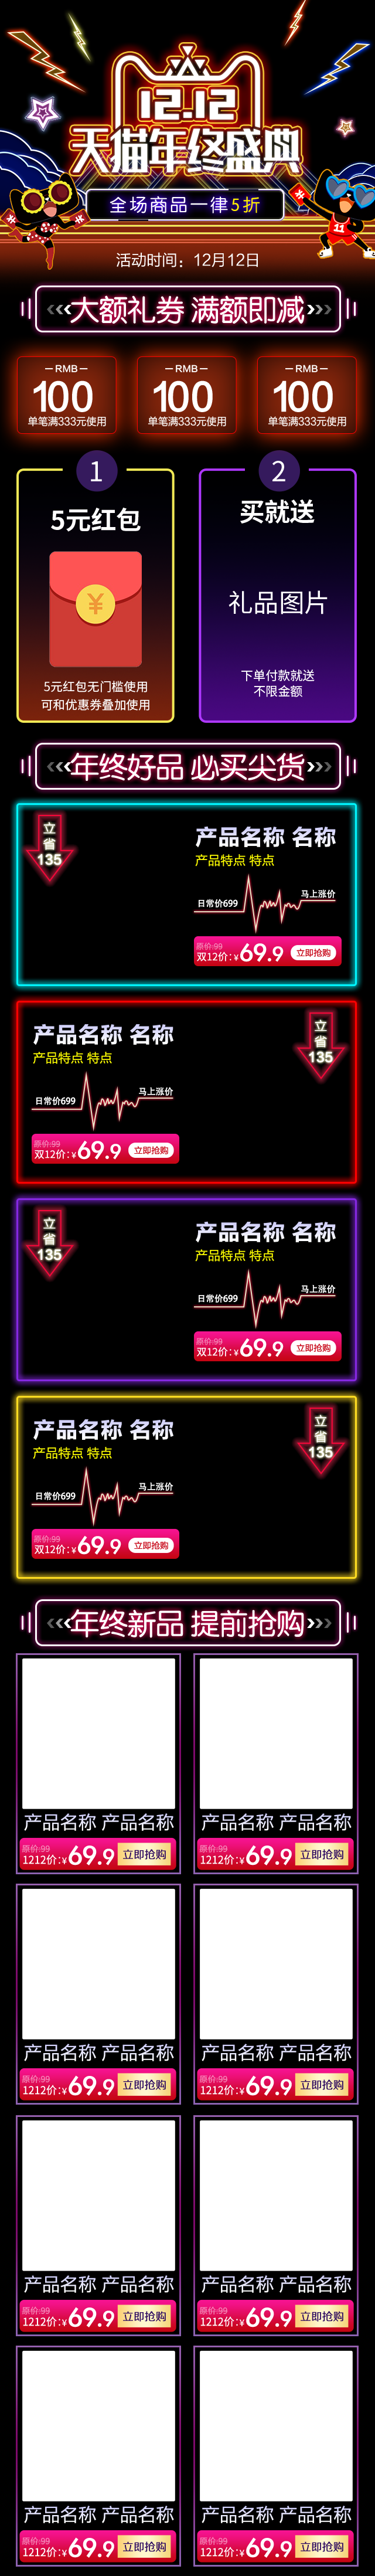 12.12
天猫年终盛典
全场商品一律5折
活动时间：12月12日
大额礼券 满额即减
RMB
100
单笔满333元使用
RMB
100
单笔满333元使用
RMB
100
单笔满333元使用
1
5元红包
¥
5元红包无门槛使用
可和优惠券叠加使用
2
买就送
礼品图片
下单付款就送
不限金额
年终好品 必买尖货
立
省
135
产品名称 名称
产品特点 特点
马上涨价
日常价699
原价:99
双12价:¥69.9 立即抢购
产品名称 名称
产品特点 特点
马上涨价
日常价699
原价:99
双12价:¥69.9 立即抢购
立
省
135
立
省
135
产品名称 名称
产品特点 特点
马上涨价
日常价699
原价:99
双12价:¥69.9 立即抢购
产品名称 名称
产品特点 特点
马上涨价
日常价699
原价:99
双12价:¥69.9 立即抢购
立
省
135
年终新品 提前抢购
产品名称 产品名称
原价:99
1212价:¥69.9 立即抢购
产品名称 产品名称
原价:99
1212价:¥69.9 立即抢购
产品名称 产品名称
原价:99
1212价:¥69.9 立即抢购
产品名称 产品名称
原价:99
1212价:¥69.9 立即抢购
产品名称 产品名称
原价:99
1212价:¥69.9 立即抢购
产品名称 产品名称
原价:99
1212价:¥69.9 立即抢购
产品名称 产品名称
原价:99
1212价:¥69.9 立即抢购
产品名称 产品名称
原价:99
1212价:¥69.9 立即抢购